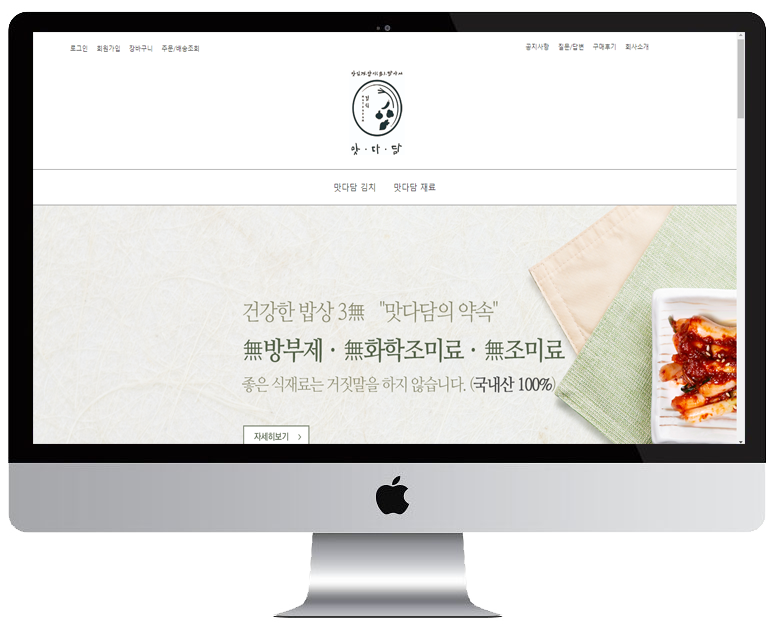 로그인 회원가입 장바구니 주문/배송조회
공지사항 질문/답변 구매후기 회사소개
맛·다·담
맛다담 김치 맛다담 재료
건강한 밥상 3無 "맛다담의 약속"
無방부제 · 無화학조미료 · 無조미료
좋은 식재료는 거짓말을 하지 않습니다. (국내산 100%)
자세히보기 >